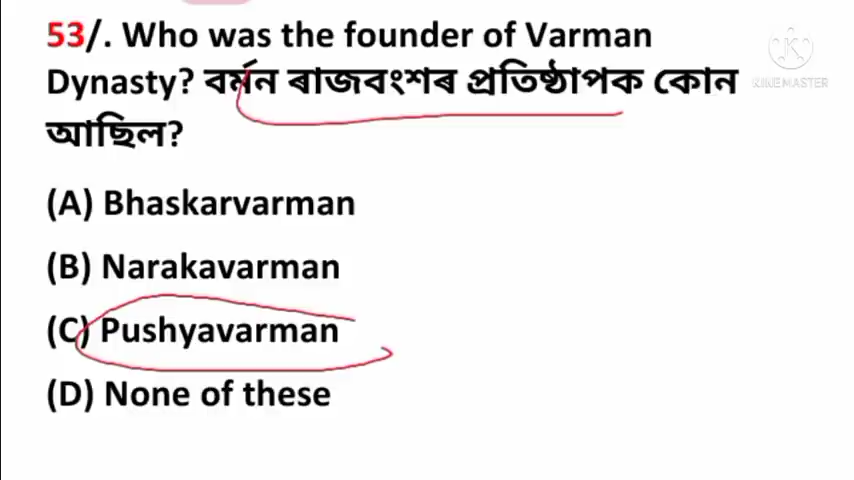 53/. Who was the founder of Varman
Dynasty? বৰ্মন ৰাজবংশৰ প্ৰতিষ্ঠাপক কোন
আছিল?
(A) Bhaskarvarman
(B) Narakavarman
(C) Pushyavarman
(D) None of these
KINEMASTER